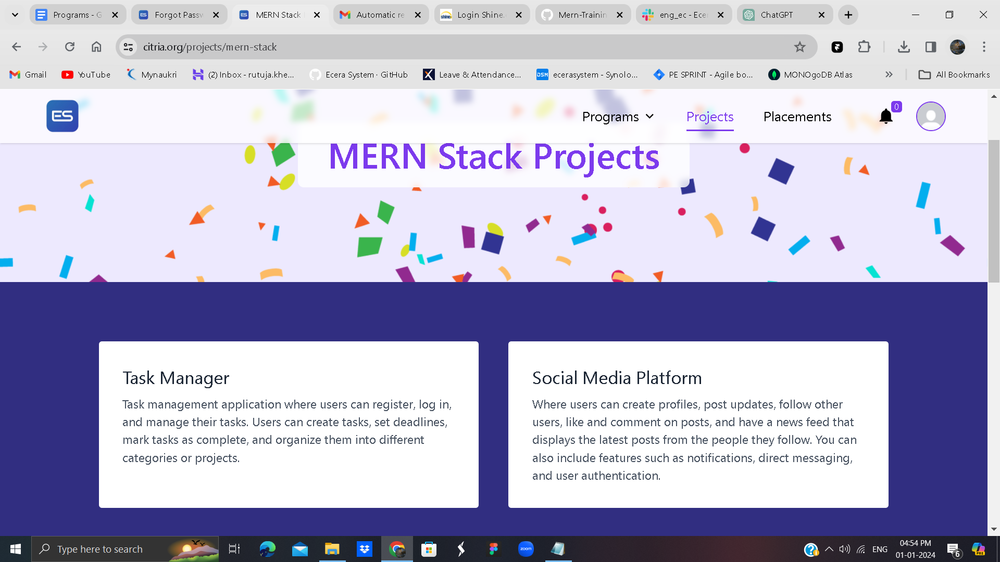 Programs - G
Forgot Passw
MERN Stack
Automatic re
Login Shine.
Mern-Trainin
eng_ec - Ecer
ChatGPT
citria.org/projects/mern-stack
Gmail
YouTube
Mynaukri
(2) Inbox - rutuja.khe...
Ecera System · GitHub
Leave & Attendance...
DSM
ecerasystem - Synolo...
PE SPRINT - Agile bo...
MONOgoDB Atlas
All Bookmarks
ES
Programs
Projects
Placements
0
MERN Stack Projects
Task Manager
Task management application where users can register, log in,
and manage their tasks. Users can create tasks, set deadlines,
mark tasks as complete, and organize them into different
categories or projects.
Social Media Platform
Where users can create profiles, post updates, follow other
users, like and comment on posts, and have a news feed that
displays the latest posts from the people they follow. You can
also include features such as notifications, direct messaging,
and user authentication.
Type here to search
zoom
ENG
04:54 PM
01-01-2024
6
PRE